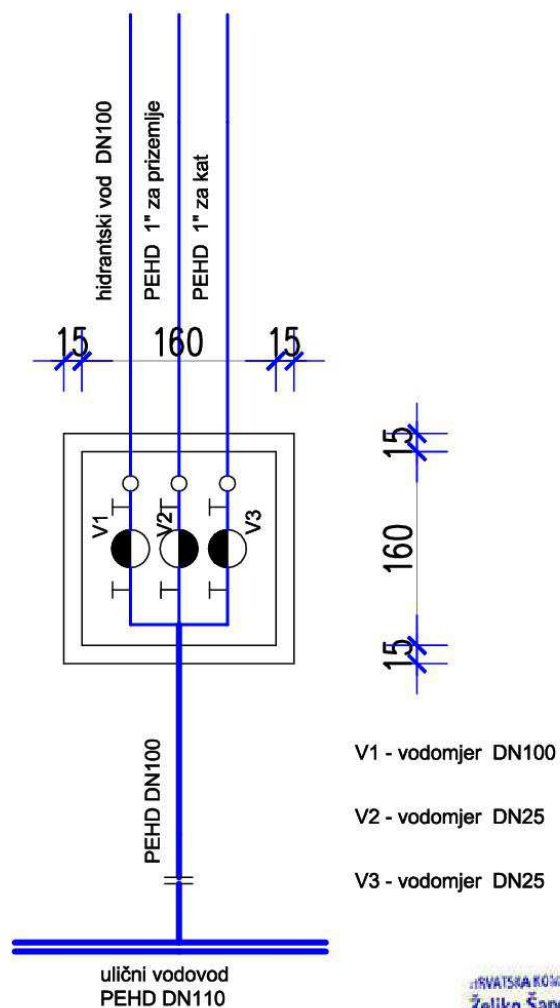 hidrantski vod DN100
PEHD 1" za prizemlje
PEHD 1" za kat
15 160 15
15
160
15
V1
V2
V3
PEHD DN100
V1 - vodomjer DN100
V2 - vodomjer DN25
V3 - vodomjer DN25
ulični vodovod
PEHD DN110
Željko